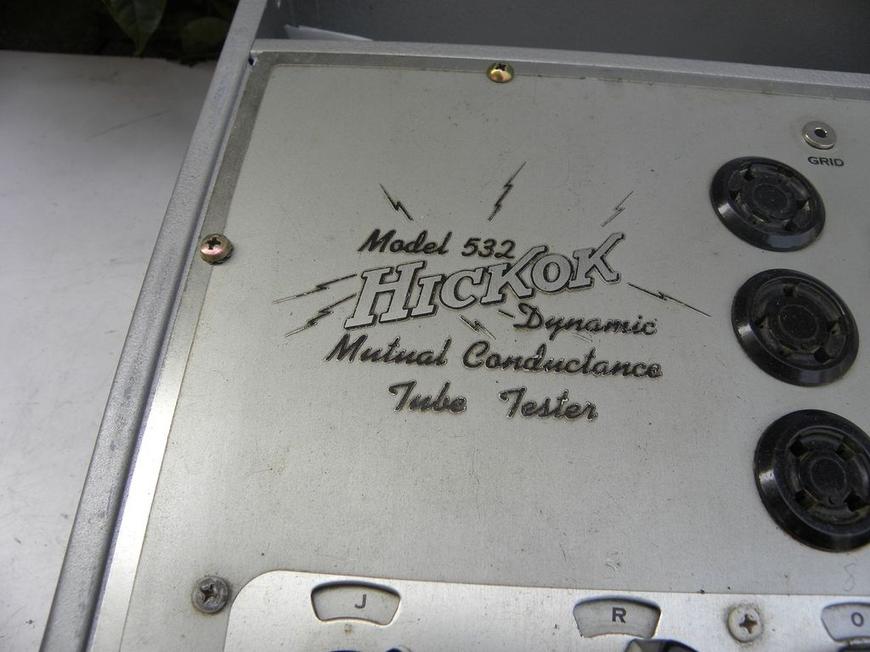 GRID
Model 532
HICKOK
Dynamic
Mutual Conductance
Tube Tester
J
R
O